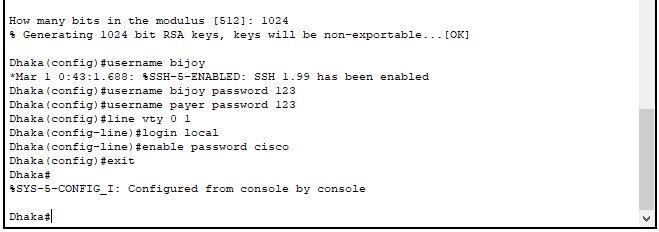 How many bits in the modulus [512]: 1024
% Generating 1024 bit RSA keys, keys will be non-exportable...[OK]
Dhaka(config)#username bijoy
*Mar 1 0:43:1.688: %SSH-5-ENABLED: SSH 1.99 has been enabled
Dhaka(config)#username bijoy password 123
Dhaka(config)#username payer password 123
Dhaka(config)#line vty 0 1
Dhaka(config-line)#login local
Dhaka(config-line)#enable password cisco
Dhaka(config)#exit
Dhaka#
%SYS-5-CONFIG_I: Configured from console by console
Dhaka#